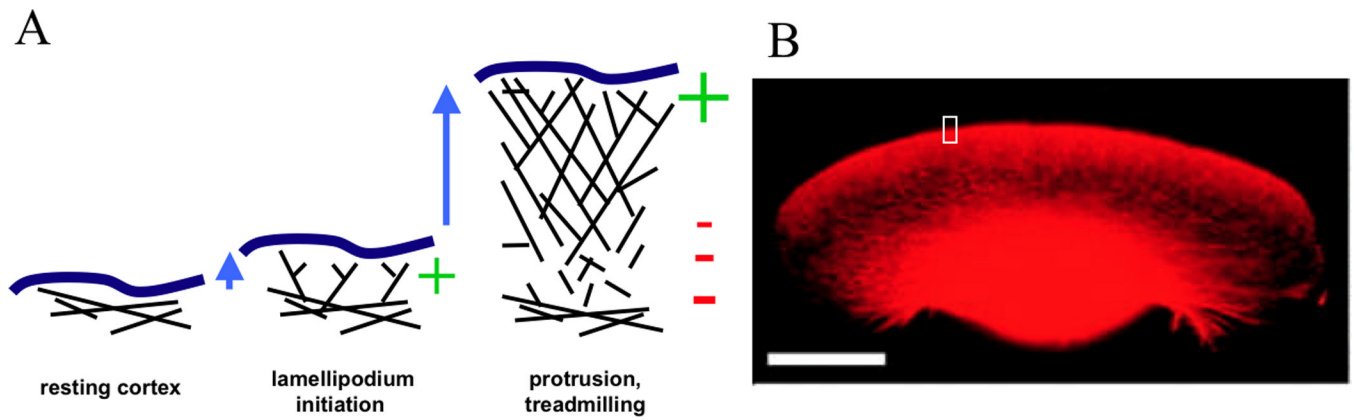 A
B
+
+
-
-
-
resting cortex
lamellipodium
initiation
protrusion,
treadmilling